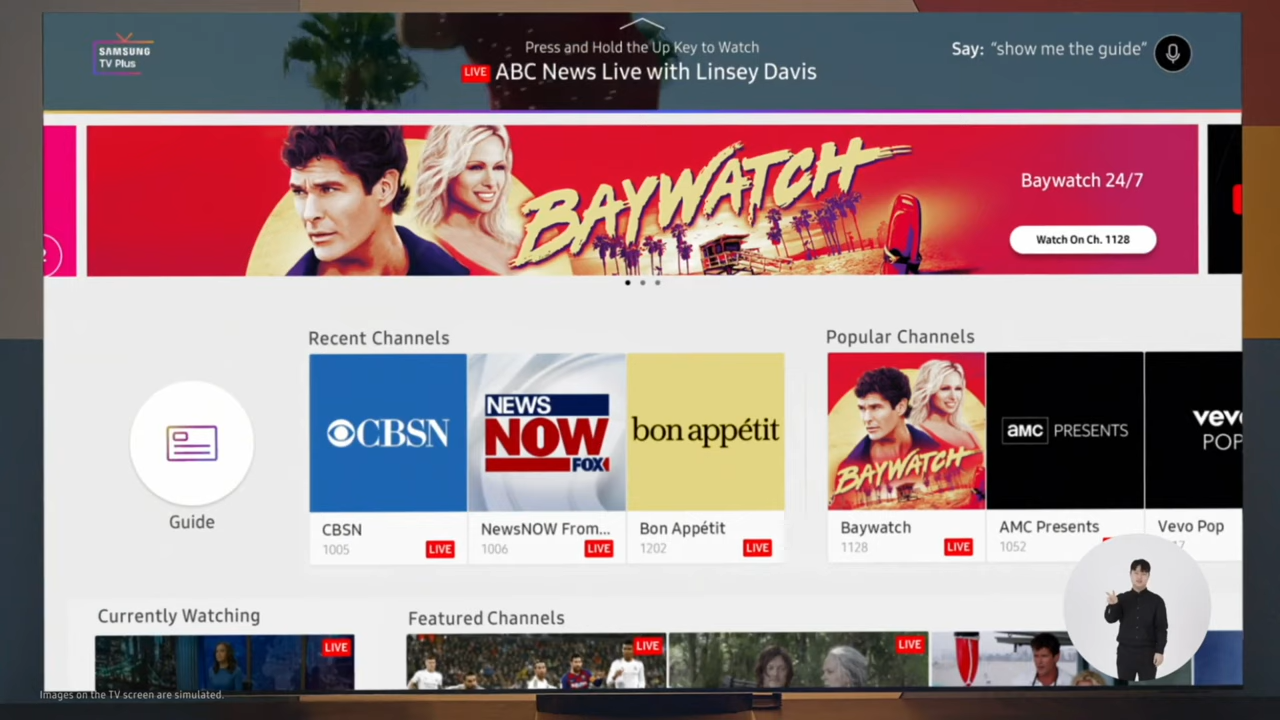 SAMSUNG
TV Plus
Press and Hold the Up Key to Watch
LIVE ABC News Live with Linsey Davis
Say: “show me the guide”
BAYWATCH
Baywatch 24/7
Watch On Ch. 1128
Recent Channels
Popular Channels
Guide
CBSN
NEWS
NOW
FOX
bon appétit
BAYWATCH
amc PRESENTS
vevo
POP
CBSN
1005
LIVE
NewsNOW From...
1006
LIVE
Bon Appétit
1202
LIVE
Baywatch
1128
LIVE
AMC Presents
1052
Vevo Pop
Currently Watching
LIVE
Featured Channels
LIVE
LIVE
Images on the TV screen are simulated.